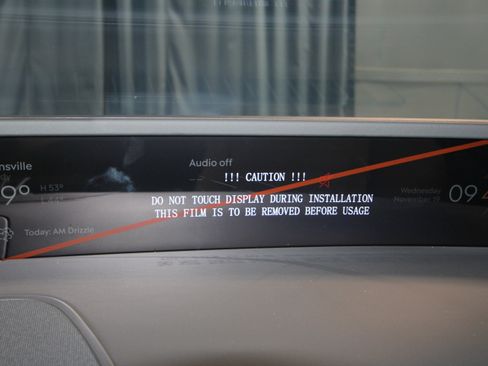 Audio off
!!! CAUTION !!!
DO NOT TOUCH DISPLAY DURING INSTALLATION
THIS FILM IS TO BE REMOVED BEFORE USAGE
msville
9°
H 53°
Today: AM Drizzle
Wednesday
November 19
09